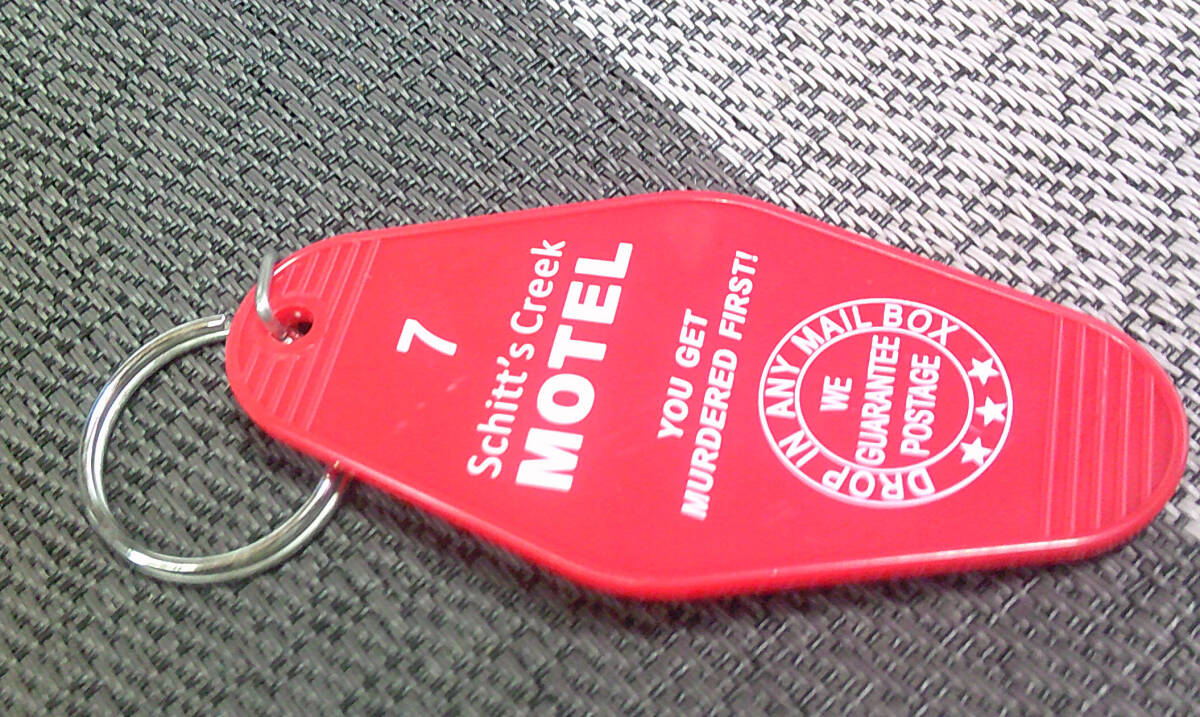 7
Schitt's Creek
MOTEL
YOU GET
MURDERED FIRST!
DROP IN ANY MAIL BOX
WE
GUARANTEE
POSTAGE